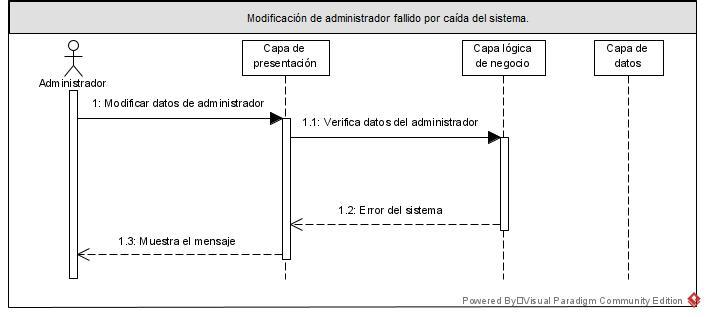 Modificación de administrador fallido por caída del sistema.
Capa de
presentación
Capa lógica
de negocio
Capa de
datos
Administrador
1: Modificar datos de administrador
1.1: Verifica datos del administrador
1.2: Error del sistema
1.3: Muestra el mensaje
Powered By Visual Paradigm Community Edition